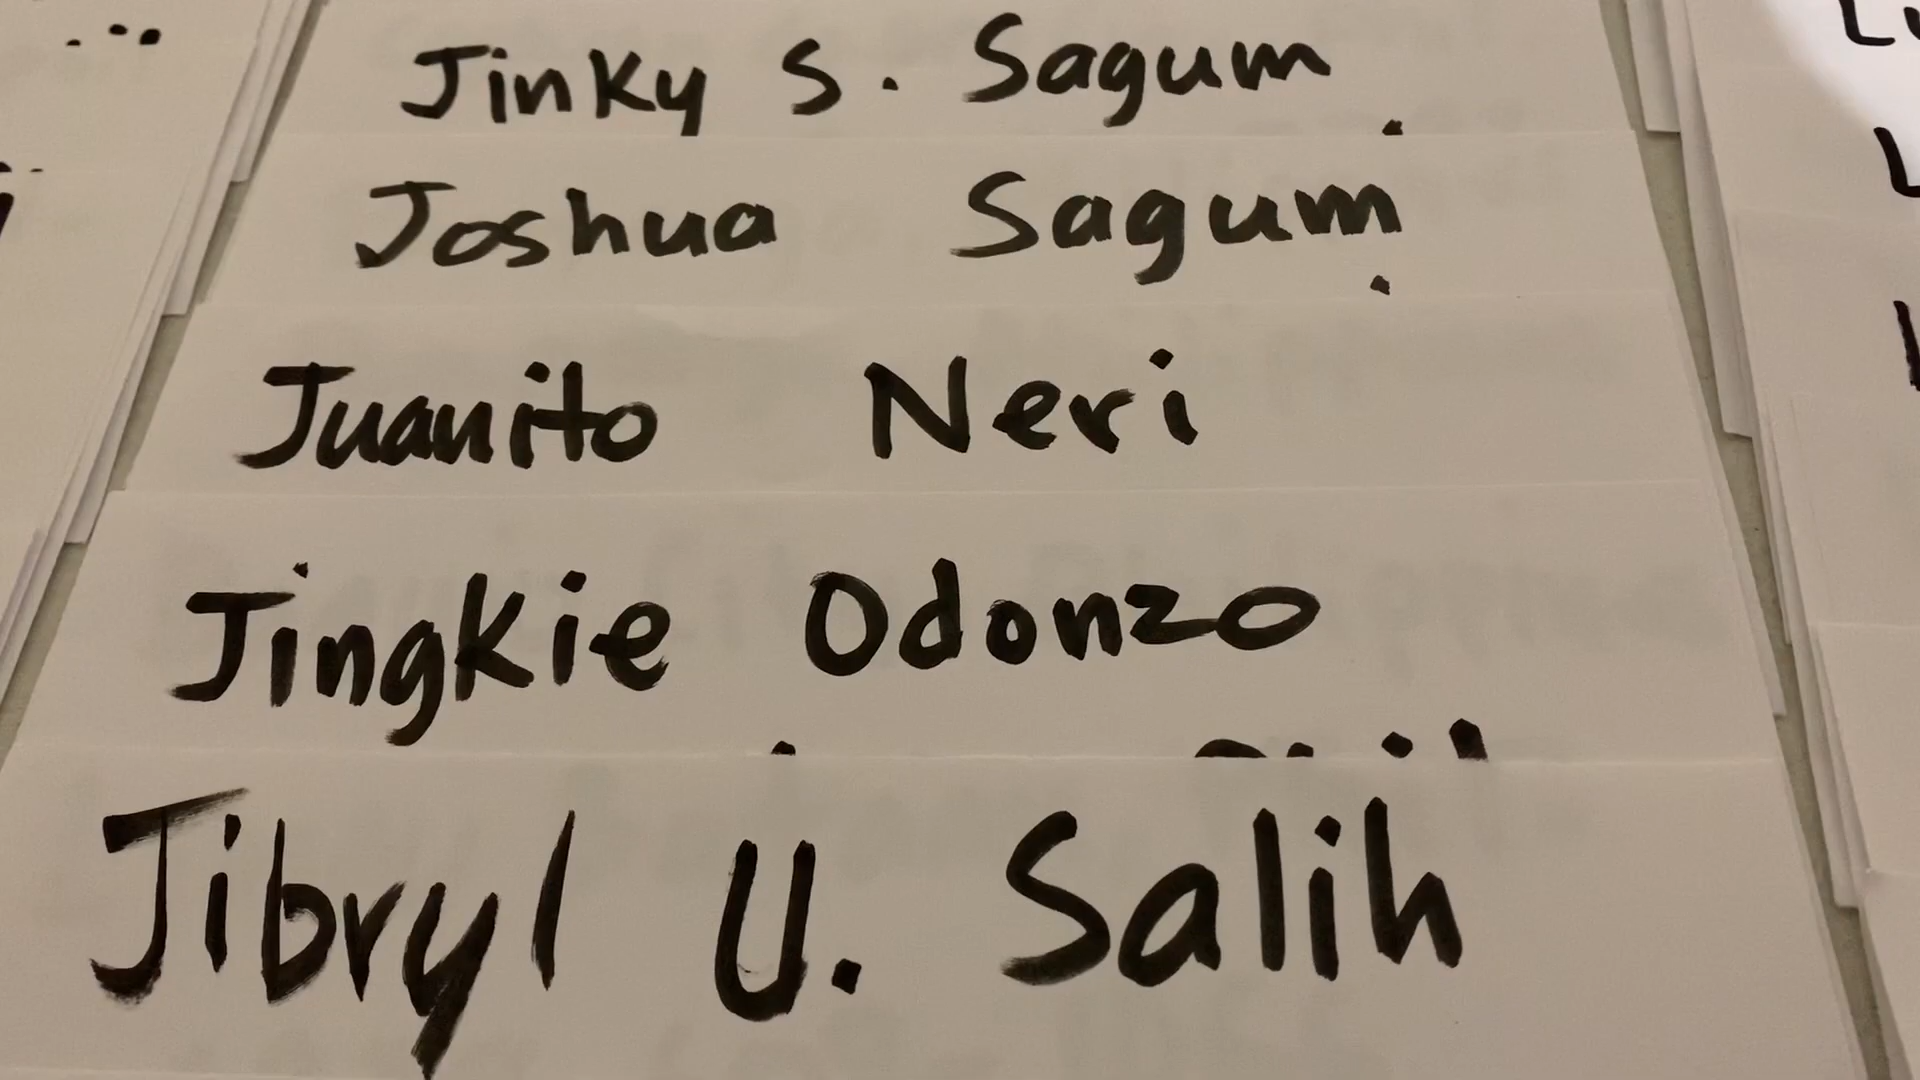 Jinky S. Sagum
Joshua Sagum
Juanito Neri
Jingkie Odonzo
Jibryl U. Salih